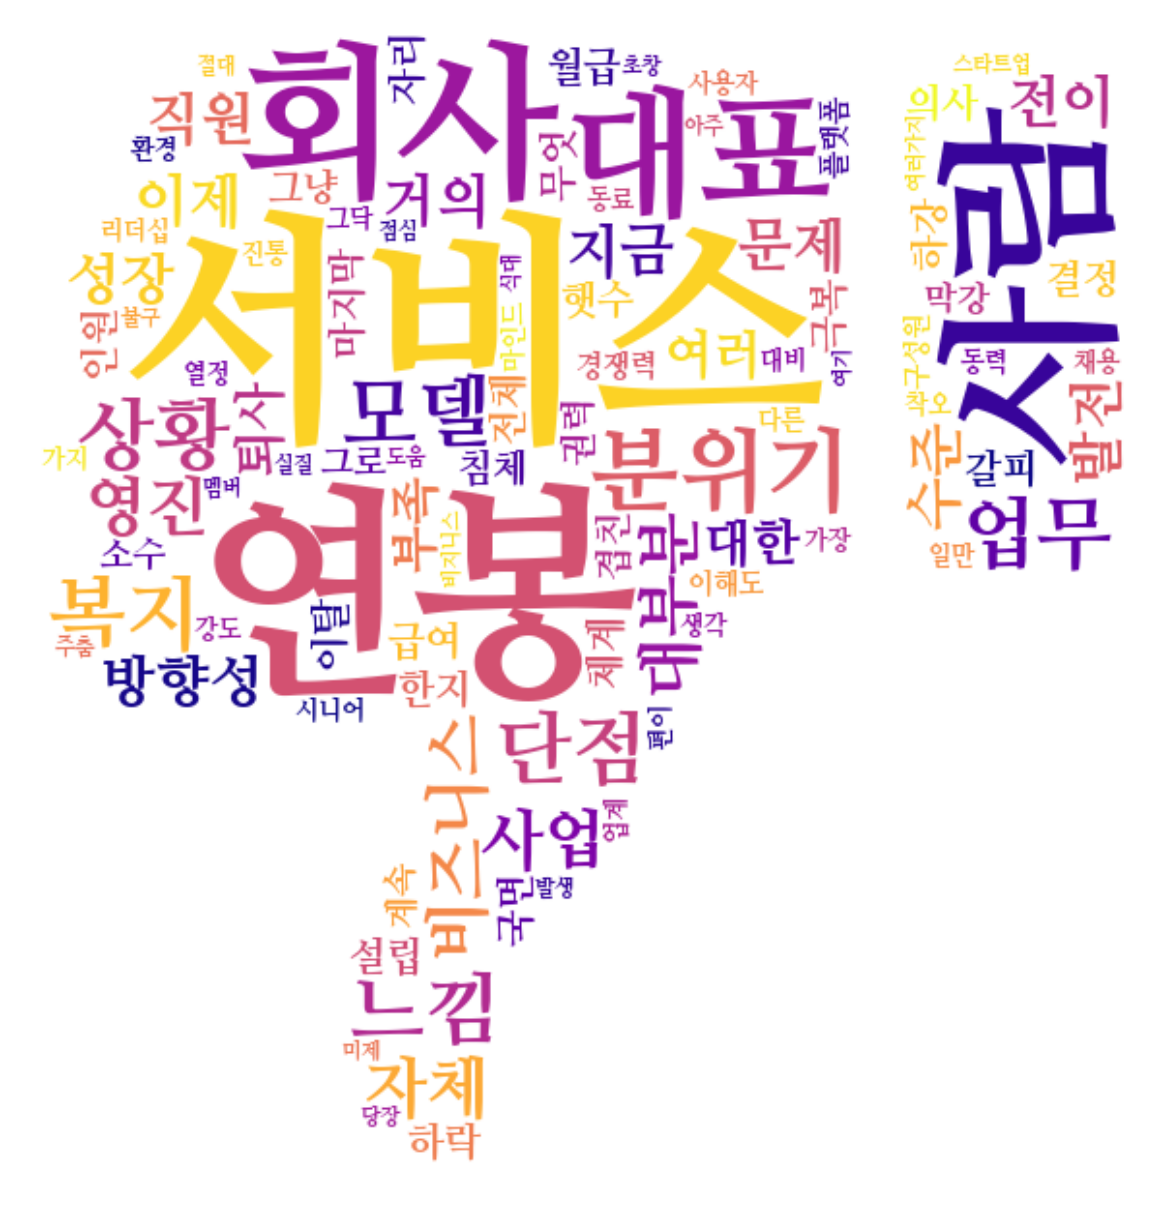 절대
회사
자리
월급
초창
스타트업
직원
대표
사용자
의사
전이
환경
무엇
아주
플랫폼
여러가지
사람
이제
그냥
거의
동료
리더십
그닥
점심
하강
진통
서비스
지금
문제
성장
마지막
식대
결정
인원
불구
햇수
극복
막강
마인드
여러
구성원
열정
경쟁력
대비
여기
동력
채용
상황
퇴사
모델
전체
권력
다른
착오
발전
가지
실질
그로
도움
침체
분위기
수준
갈피
영진
멤버
연봉
부족
비지니스
겹친
대부분
대한
가장
업무
소수
일만
복지
강도
이탈
급여
체계
이해도
주춤
생각
방향성
한지
시니어
비즈니스
단점
편이
사업
업계
계속
국면
발생
설립
느낌
미제
자체
당장
하락